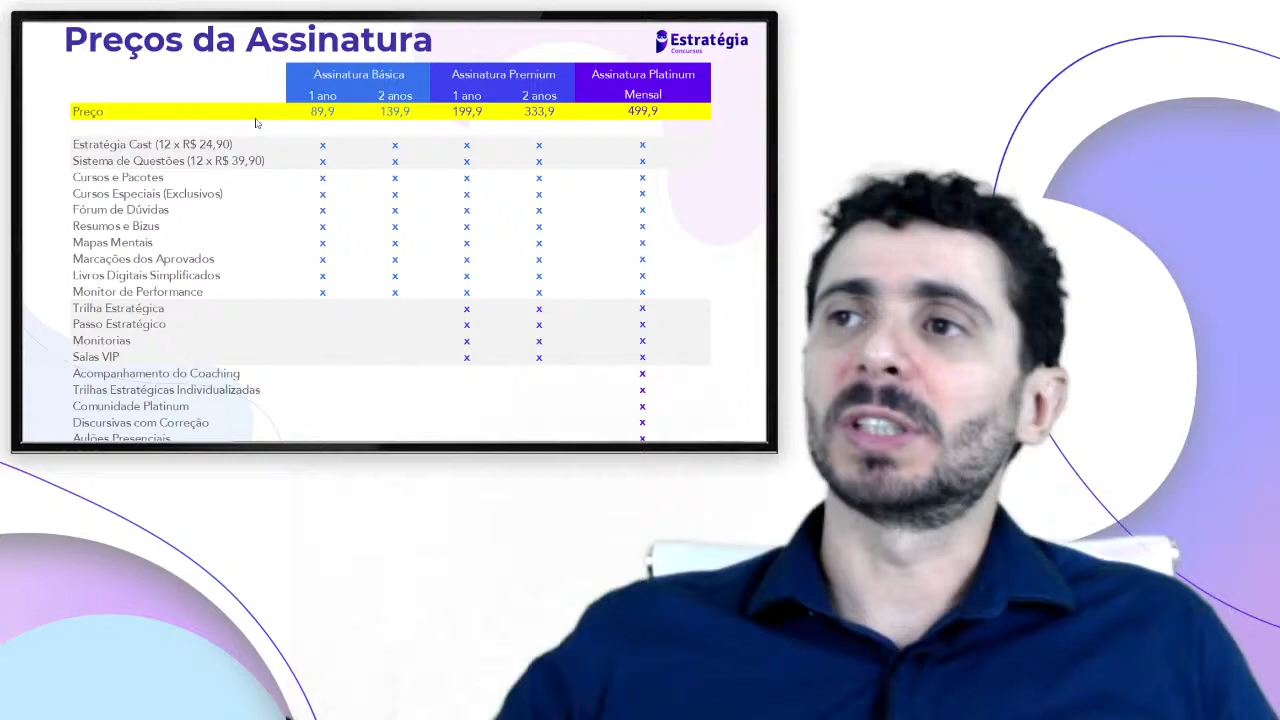 Preços da Assinatura
Estratégia
Concursos
Assinatura Básica Assinatura Premium Assinatura Platinum
1 ano 2 anos 1 ano 2 anos Mensal
Preço 89,9 139,9 199,9 333,9 499,9
Estratégia Cast (12 x R$ 24,90) x x x x x
Sistema de Questões (12 x R$ 39,90) x x x x x
Cursos e Pacotes x x x x x
Cursos Especiais (Exclusivos) x x x x x
Fórum de Dúvidas x x x x x
Resumos e Bizus x x x x x
Mapas Mentais x x x x x
Marcações dos Aprovados x x x x x
Livros Digitais Simplificados x x x x x
Monitor de Performance x x x x x
Trilha Estratégica x x x
Passo Estratégico x x x
Monitorias x x x
Salas VIP x x x
Acompanhamento do Coaching x
Trilhas Estratégicas Individualizadas x
Comunidade Platinum x
Discursivas com Correção x
Aulões Presenciais x